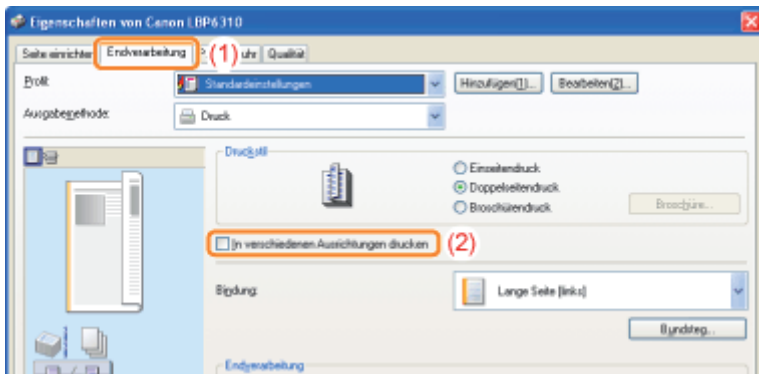 Eigenschaften von Canon LBP6310
Seite einrichten Endverarbeitung (1) uhr Qualität
Profil: Standardeinstellungen Hinzufügen(1)... Bearbeiten(2)...
Ausgabemethode: Druck
Druckstil
Einzeitendruck
Doppelseitendruck
Broschürendruck Broschüre...
In verschiedenen Ausrichtungen drucken (2)
Bindung: Lange Seite [links]
Bundsteg...
Endverarbeitung